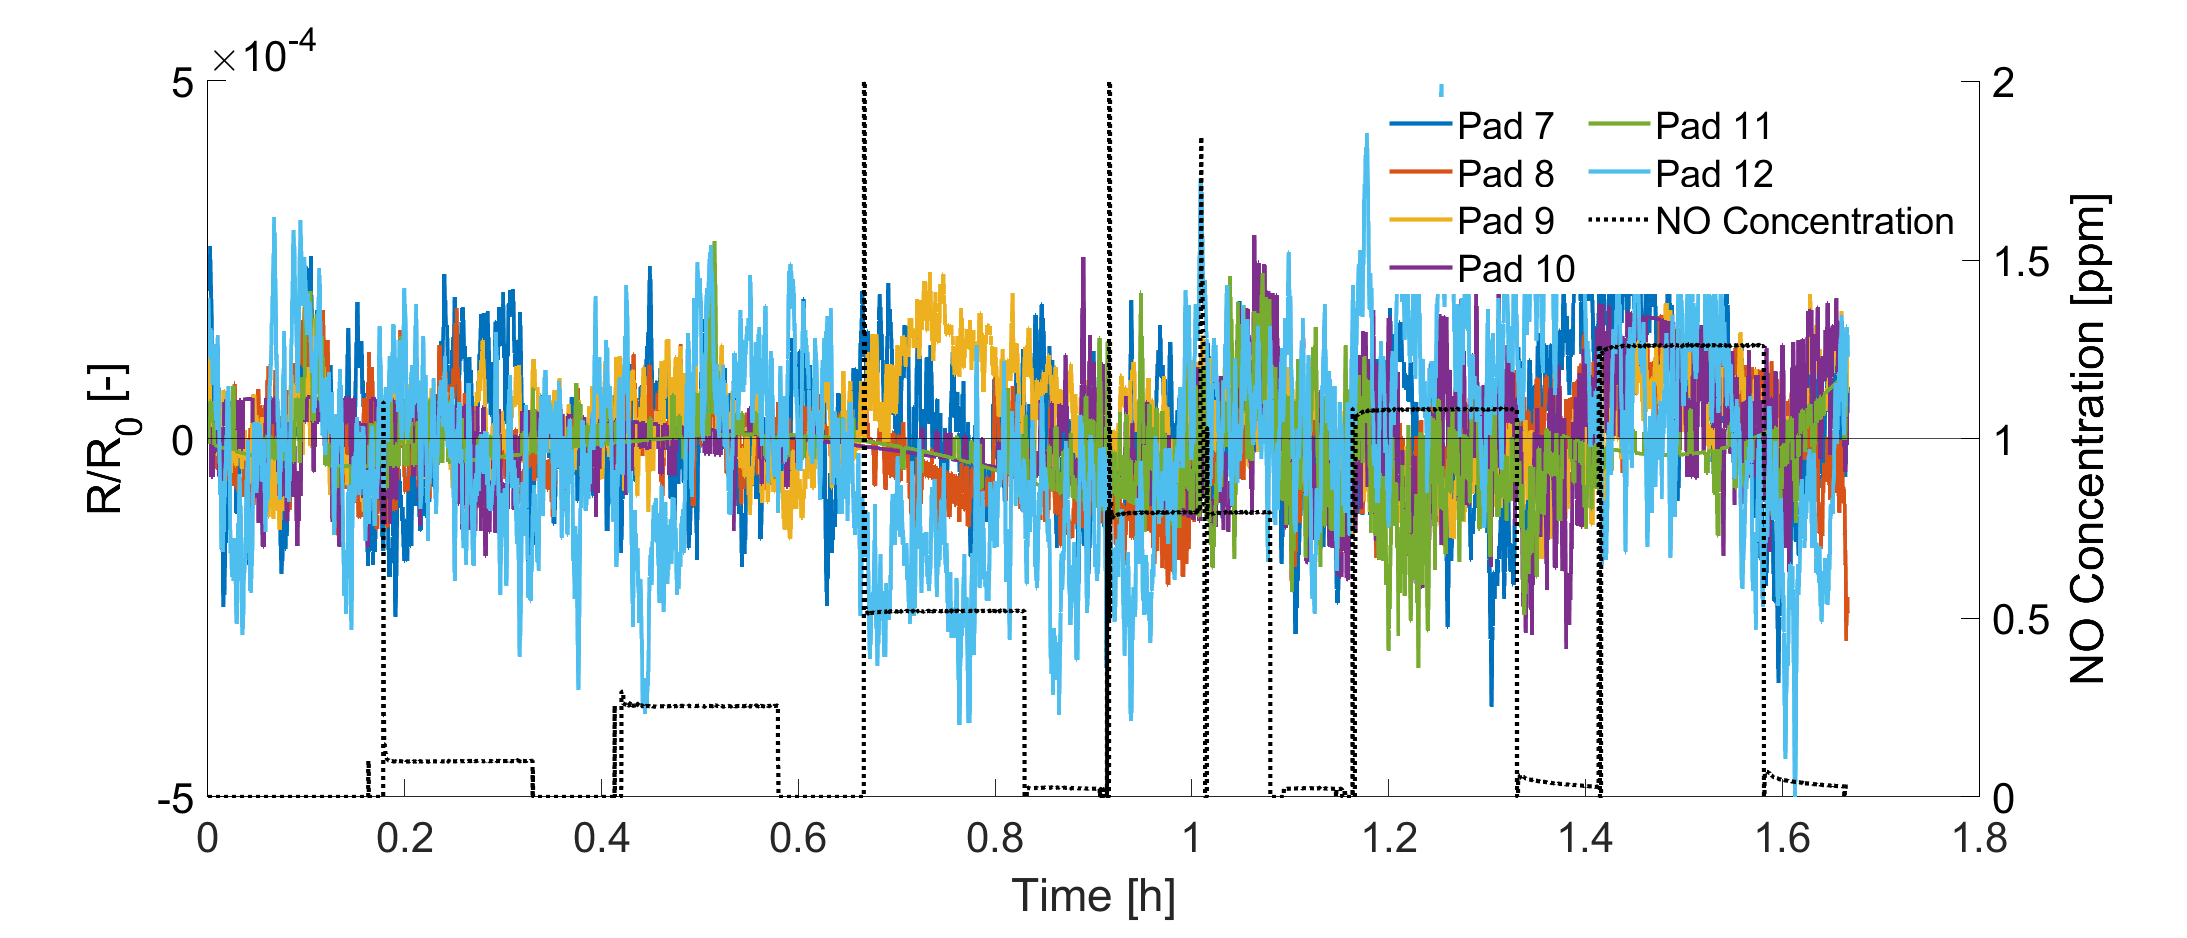 ×10-4
5
0
-5
R/R0 [-]
2
1.5
1
0.5
0
NO Concentration [ppm]
Pad 7
Pad 8
Pad 9
Pad 10
Pad 11
Pad 12
NO Concentration
0 0.2 0.4 0.6 0.8 1 1.2 1.4 1.6 1.8
Time [h]